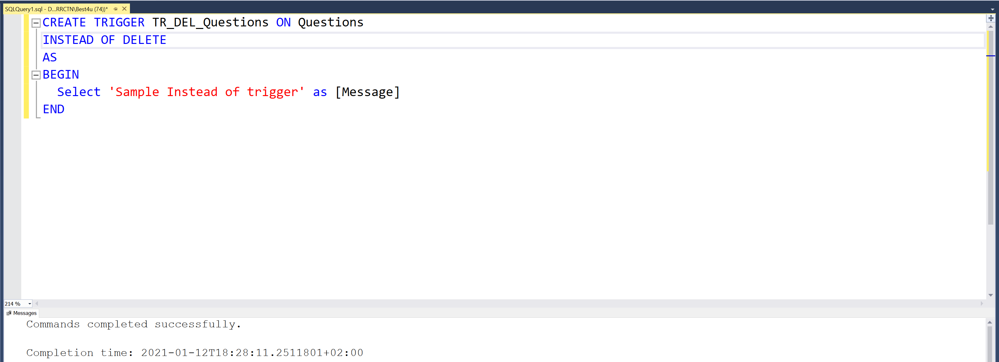 SQLQuery1.sql - D...RRCTN\Best4u (74))*
CREATE TRIGGER TR_DEL_Questions ON Questions
INSTEAD OF DELETE
AS
BEGIN
  Select 'Sample Instead of trigger' as [Message]
END
214 %
Messages
Commands completed successfully.
Completion time: 2021-01-12T18:28:11.2511801+02:00